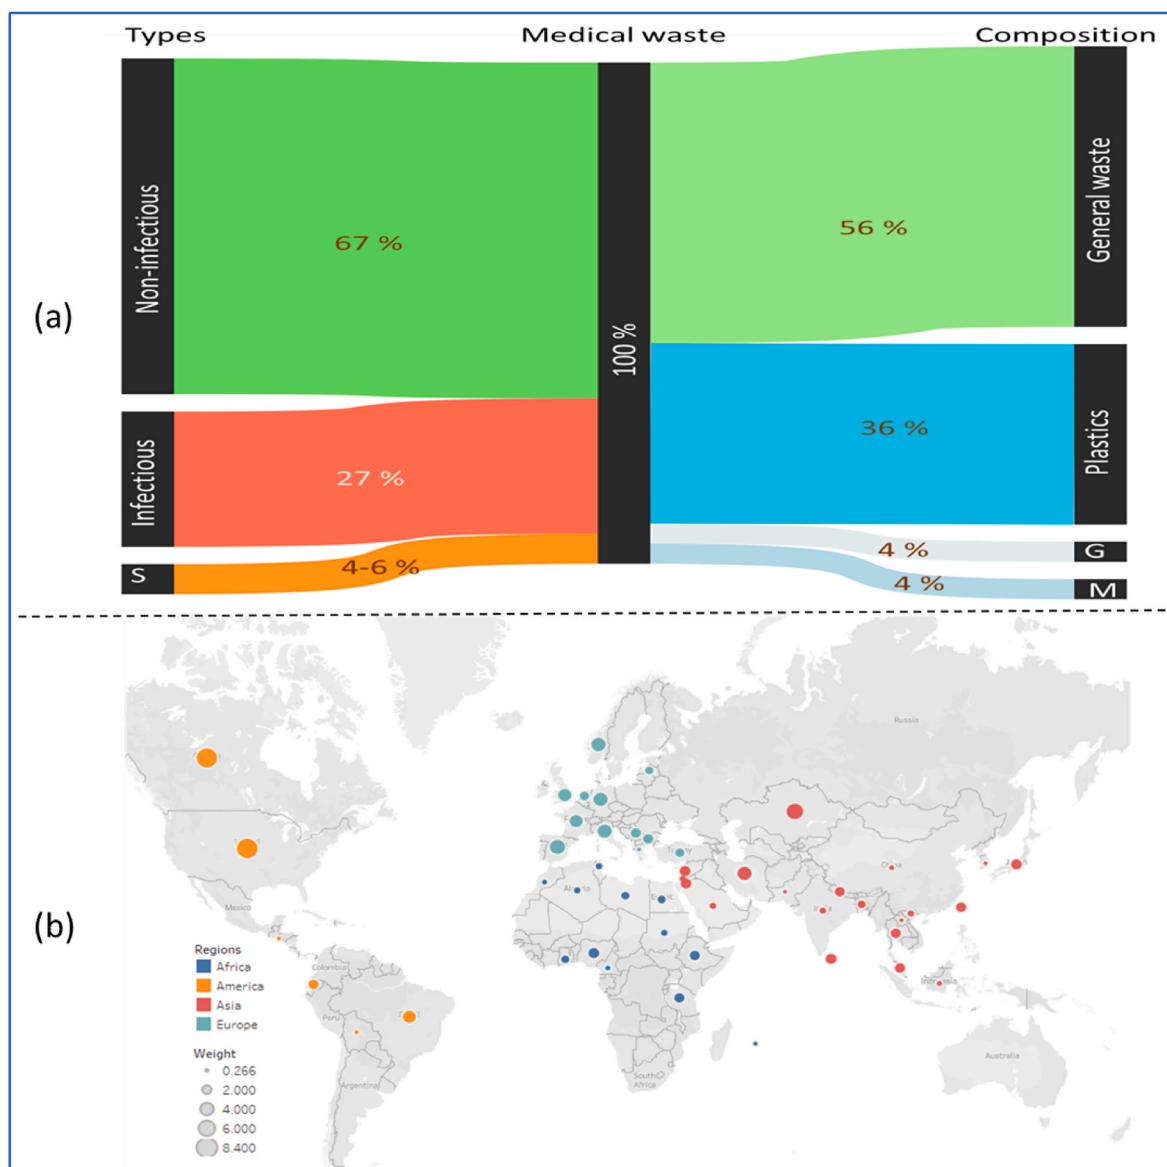 Types Medical waste Composition
Non-infectious
67 %
100 %
56 %
General waste
(a)
Infectious
27 %
36 %
Plastics
S
4-6 %
4 %
G
4 %
M
(b)
Russia
Mexico
Colombia
Peru
Argentina
Algeria
South
Africa
China
Australia
Regions
Africa
America
Asia
Europe
Weight
0.266
2.000
4.000
6.000
8.400